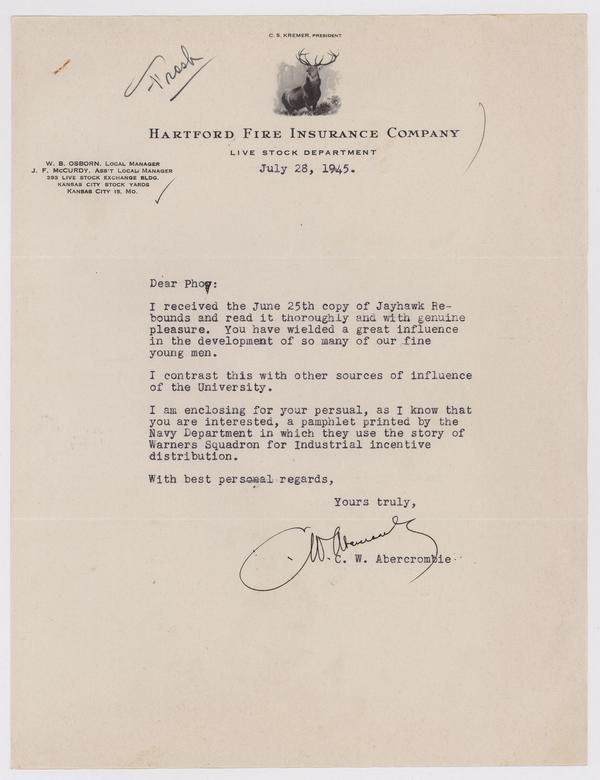 C. S. KREMER, PRESIDENT
HARTFORD FIRE INSURANCE COMPANY
LIVE STOCK DEPARTMENT
W. B. OSBORN, LOCAL MANAGER
J. F. McCURDY, ASS'T LOCAL MANAGER
393 LIVE STOCK EXCHANGE BLDG.
KANSAS CITY STOCK YARDS
KANSAS CITY 15, MO.
July 28, 1945.
Dear Phog:
I received the June 25th copy of Jayhawk Re-
bounds and read it thoroughly and with genuine
pleasure. You have wielded a great influence
in the development of so many of our fine
young men.
I contrast this with other sources of influence
of the University.
I am enclosing for your persual, as I know that
you are interested, a pamphlet printed by the
Navy Department in which they use the story of
Warners Squadron for Industrial incentive
distribution.
With best personal regards,
Yours truly,
C. W. Abercrombie